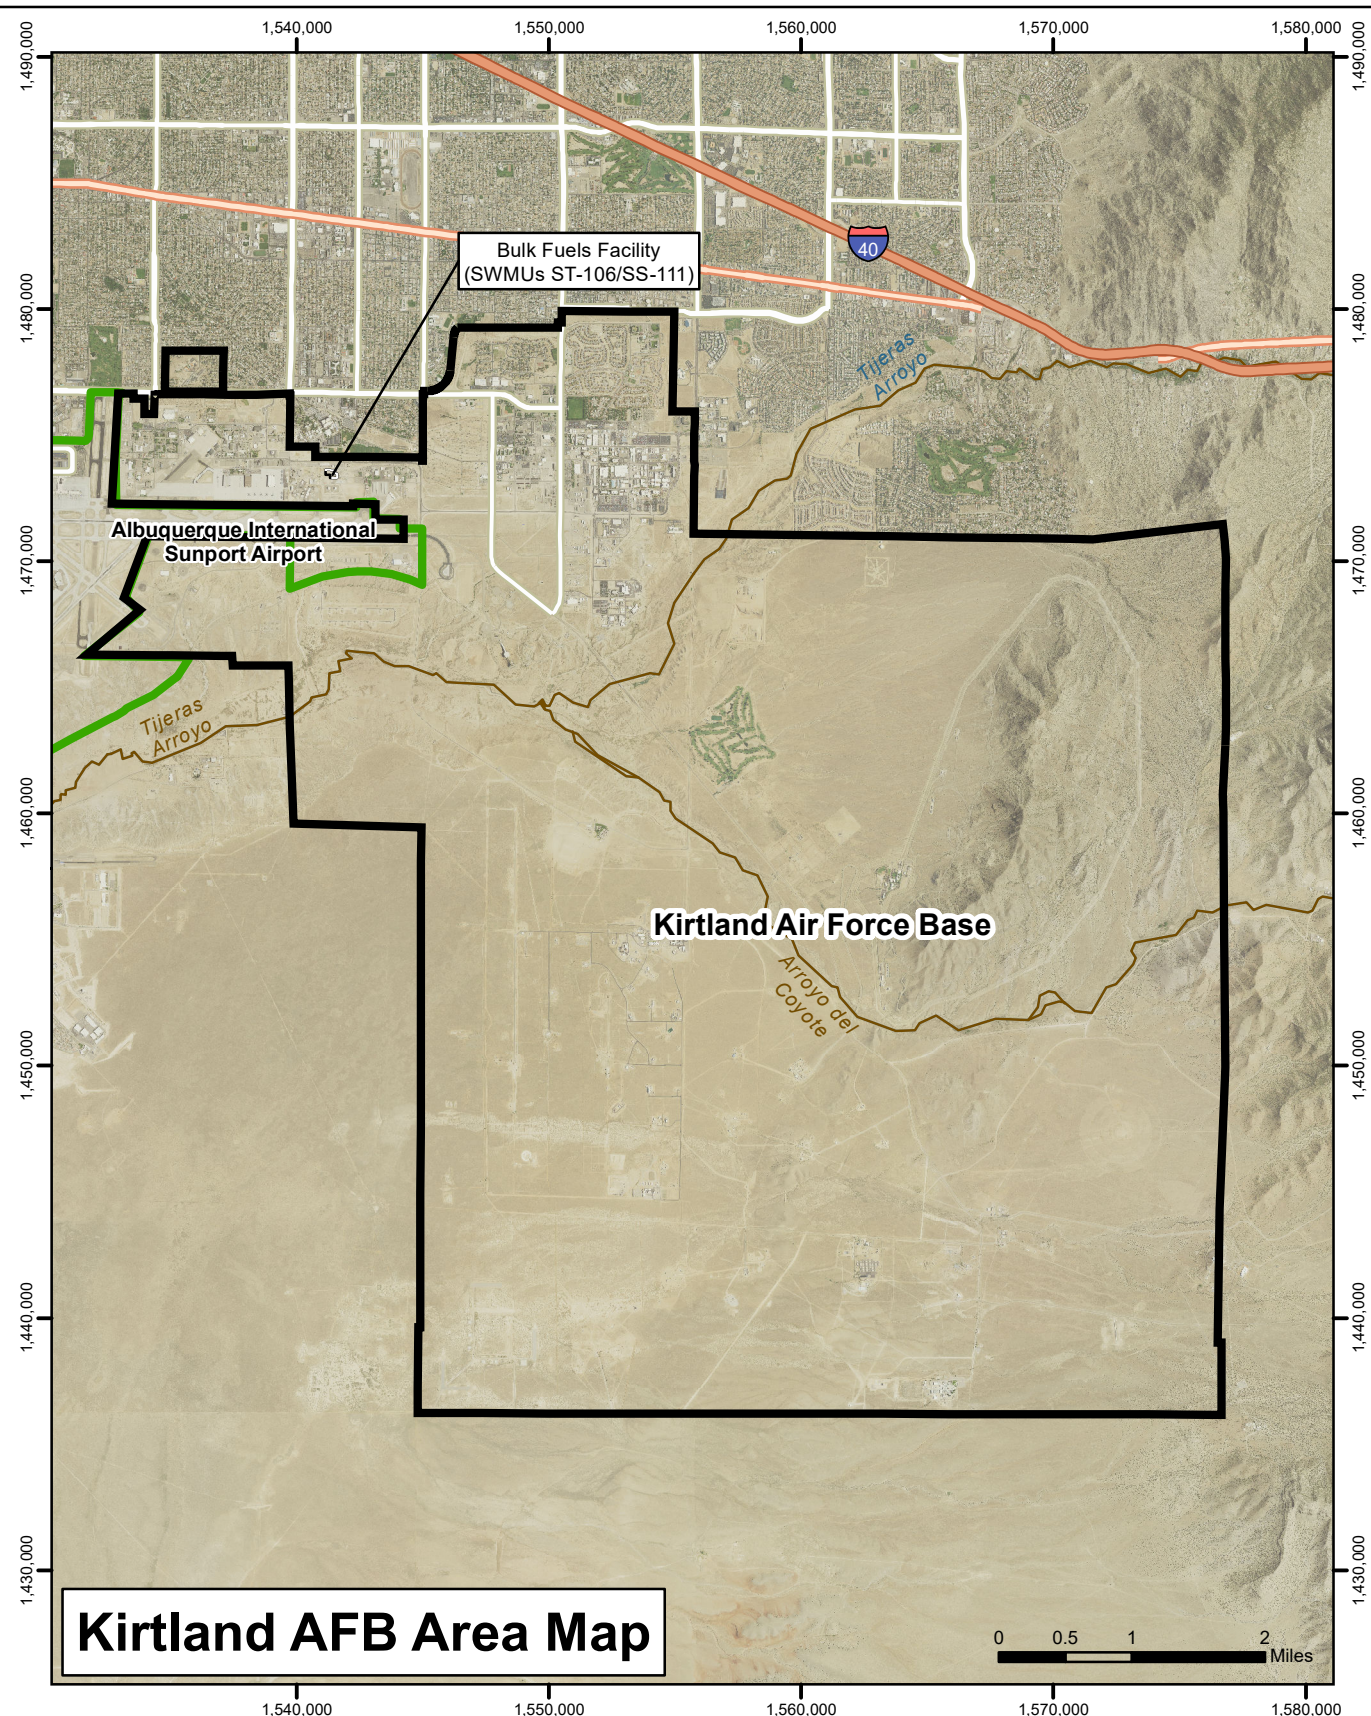 1,540,000
1,550,000
1,560,000
1,570,000
1,580,000
1,490,000
1,490,000
40
Bulk Fuels Facility
(SWMUs ST-106/SS-111)
1,480,000
1,480,000
Tijeras
Arroyo
Albuquerque International
Sunport Airport
1,470,000
1,470,000
Tijeras
Arroyo
1,460,000
1,460,000
Kirtland Air Force Base
Arroyo del
Coyote
1,450,000
1,450,000
1,440,000
1,440,000
1,430,000
1,430,000
Kirtland AFB Area Map
0 0.5 1 2
Miles
1,540,000
1,550,000
1,560,000
1,570,000
1,580,000